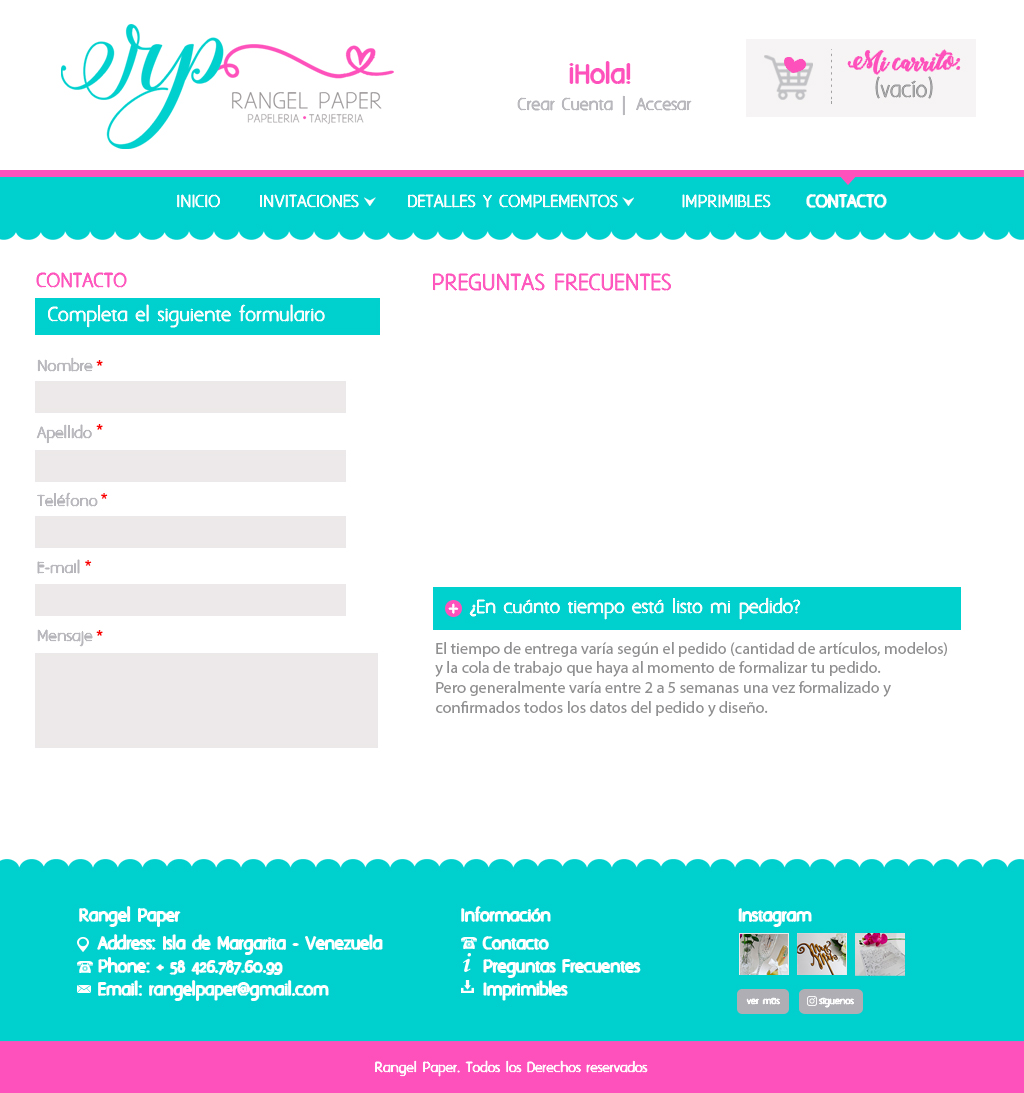 erp
RANGEL PAPER
PAPELERIA • TARJETERIA
¡Hola!
Crear Cuenta | Accesar
Mi carrito:
(vacío)
INICIO
INVITACIONES
DETALLES Y COMPLEMENTOS
IMPRIMIBLES
CONTACTO
CONTACTO
Completa el siguiente formulario
Nombre *
Apellido *
Teléfono *
E-mail *
Mensaje *
PREGUNTAS FRECUENTES
¿En cuánto tiempo está listo mi pedido?
El tiempo de entrega varía según el pedido (cantidad de artículos, modelos)
y la cola de trabajo que haya al momento de formalizar tu pedido.
Pero generalmente varía entre 2 a 5 semanas una vez formalizado y
confirmados todos los datos del pedido y diseño.
Rangel Paper
Address: Isla de Margarita - Venezuela
Phone: + 58 426.787.60.99
Email: rangelpaper@gmail.com
Información
Contacto
Preguntas Frecuentes
Imprimibles
Instagram
ver más
síguenos
Rangel Paper. Todos los Derechos reservados